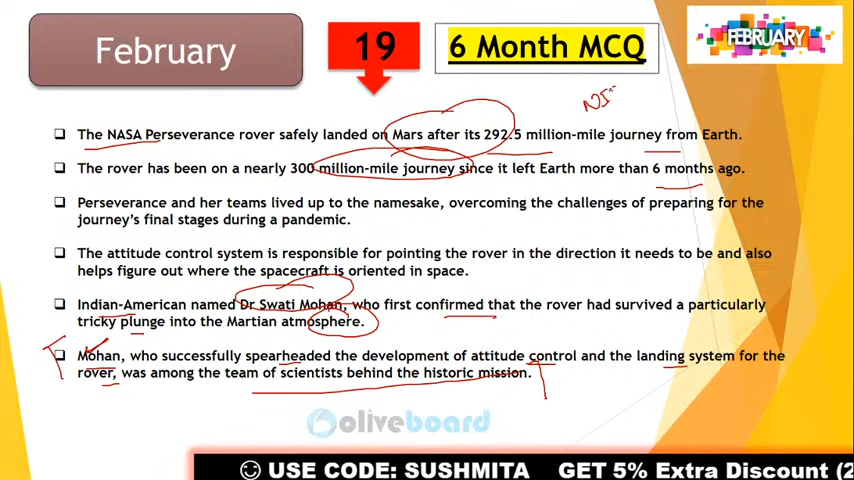 February
19
6 Month MCQ
FEBRUARY
The NASA Perseverance rover safely landed on Mars after its 292.5 million-mile journey from Earth.
The rover has been on a nearly 300 million-mile journey since it left Earth more than 6 months ago.
Perseverance and her teams lived up to the namesake, overcoming the challenges of preparing for the
journey's final stages during a pandemic.
The attitude control system is responsible for pointing the rover in the direction it needs to be and also
helps figure out where the spacecraft is oriented in space.
Indian-American named Dr Swati Mohan, who first confirmed that the rover had survived a particularly
tricky plunge into the Martian atmosphere.
Mohan, who successfully spearheaded the development of attitude control and the landing system for the
rover, was among the team of scientists behind the historic mission.
oliveboard
USE CODE: SUSHMITA GET 5% Extra Discount (2